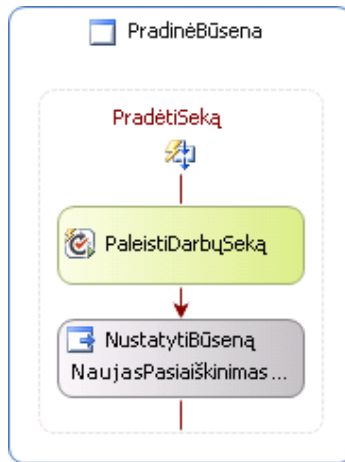 PradinėBūsena
PradėtiSeką
PaleistiDarbųSeką
NustatytiBūseną
NaujasPasiaiškinimas ...